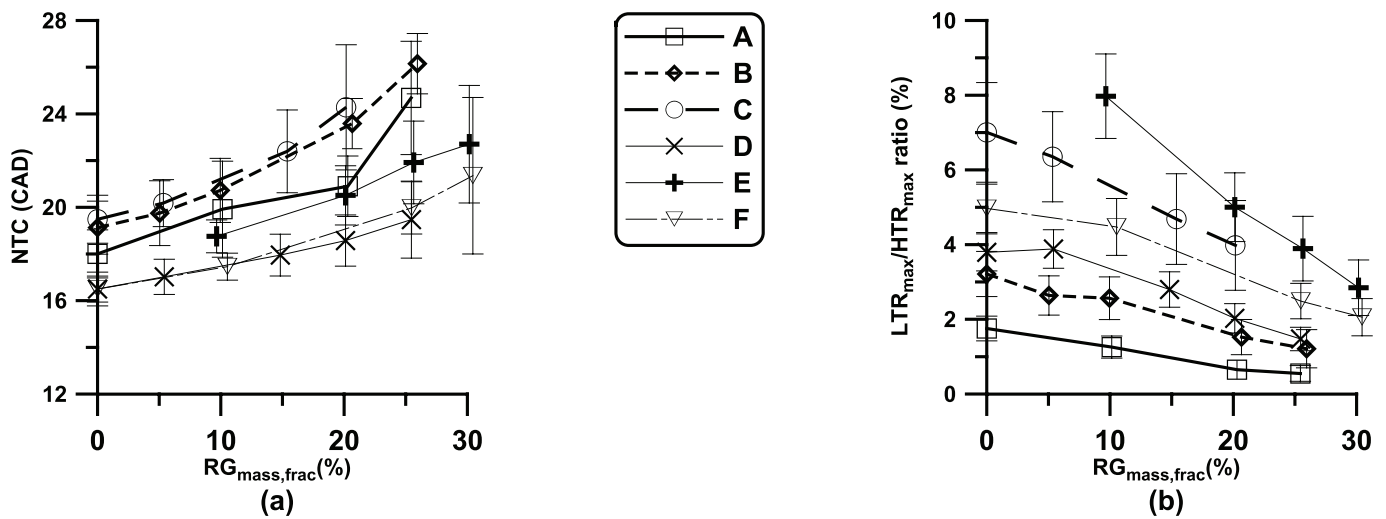 28
24
20
16
12
NTC (CAD)
0 10 20 30
RGmass,frac(%)
(a)
A
B
C
D
E
F
10
8
6
4
2
0
LTRmax/HTRmax ratio (%)
0 10 20 30
RGmass,frac(%)
(b)